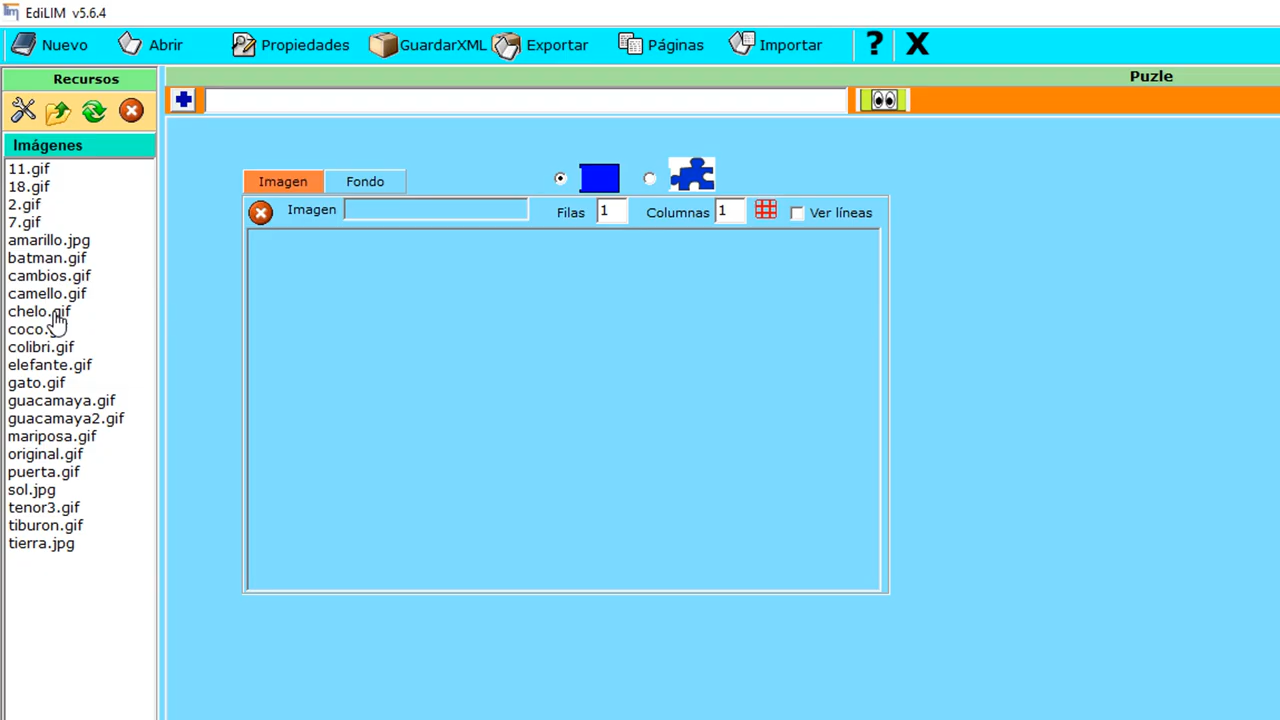 EdiLIM v5.6.4
Nuevo Abrir Propiedades GuardarXML Exportar Páginas Importar ? X
Recursos
Puzle
Imágenes
11.gif
18.gif
2.gif
7.gif
amarillo.jpg
batman.gif
cambios.gif
camello.gif
chelo.gif
coco.
colibri.gif
elefante.gif
gato.gif
guacamaya.gif
guacamaya2.gif
mariposa.gif
original.gif
puerta.gif
sol.jpg
tenor3.gif
tiburon.gif
tierra.jpg
Imagen Fondo
Imagen Filas 1 Columnas 1 Ver líneas